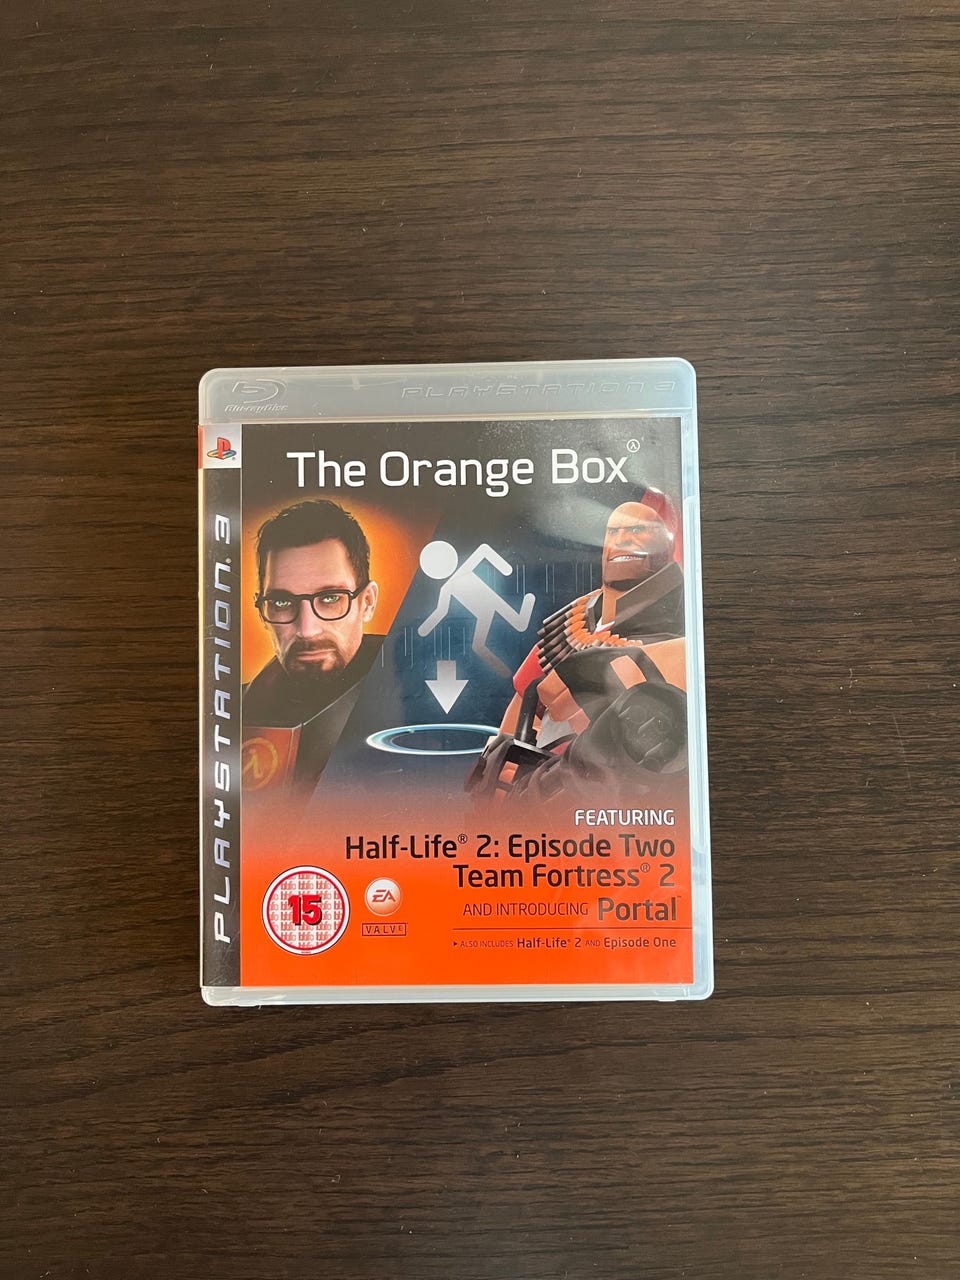 Blu-ray Disc
PLAYSTATION 3
PLAYSTATION. 3
The Orange Box
FEATURING
Half-Life® 2: Episode Two
Team Fortress® 2
AND INTRODUCING Portal™
ALSO INCLUDES Half-Life® 2 AND Episode One
15
EA
VALVE